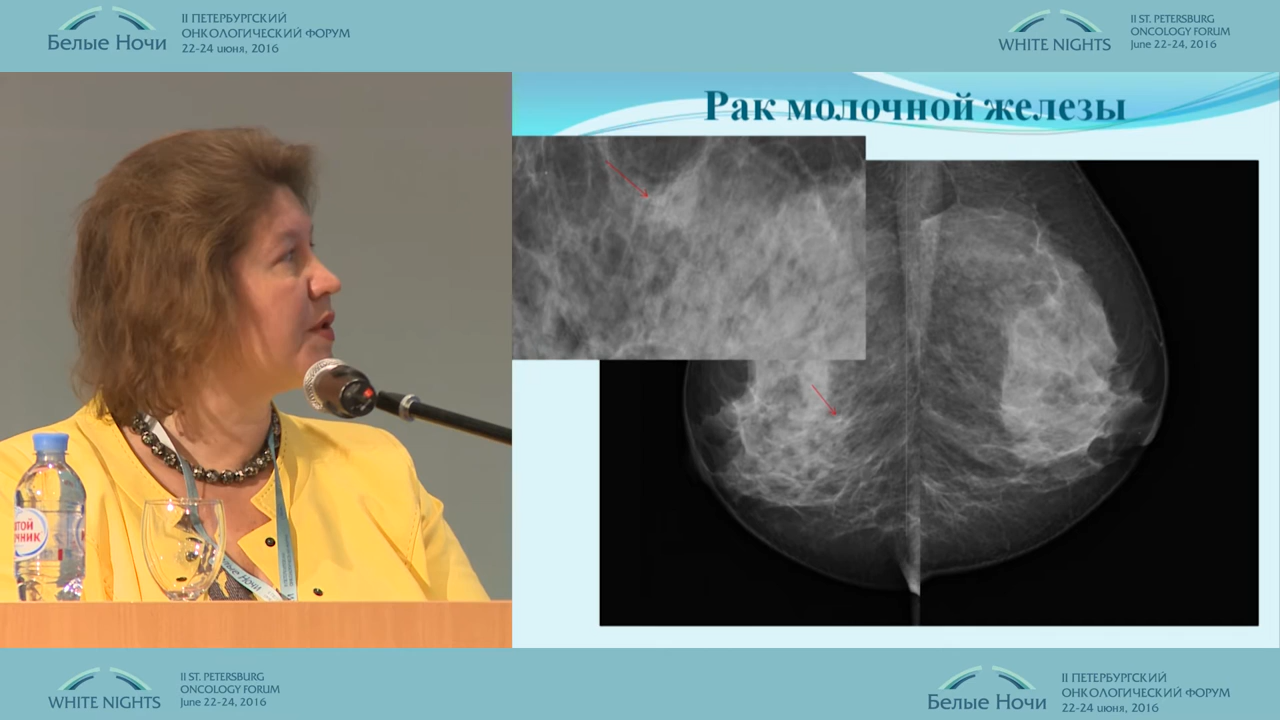 Белые Ночи
II ПЕТЕРБУРГСКИЙ
ОНКОЛОГИЧЕСКИЙ ФОРУМ
22-24 июня, 2016
WHITE NIGHTS
II ST. PETERSBURG
ONCOLOGY FORUM
June 22-24, 2016
Рак молочной железы
WHITE NIGHTS
II ST. PETERSBURG
ONCOLOGY FORUM
June 22-24, 2016
Белые Ночи
II ПЕТЕРБУРГСКИЙ
ОНКОЛОГИЧЕСКИЙ ФОРУМ
22-24 июня, 2016